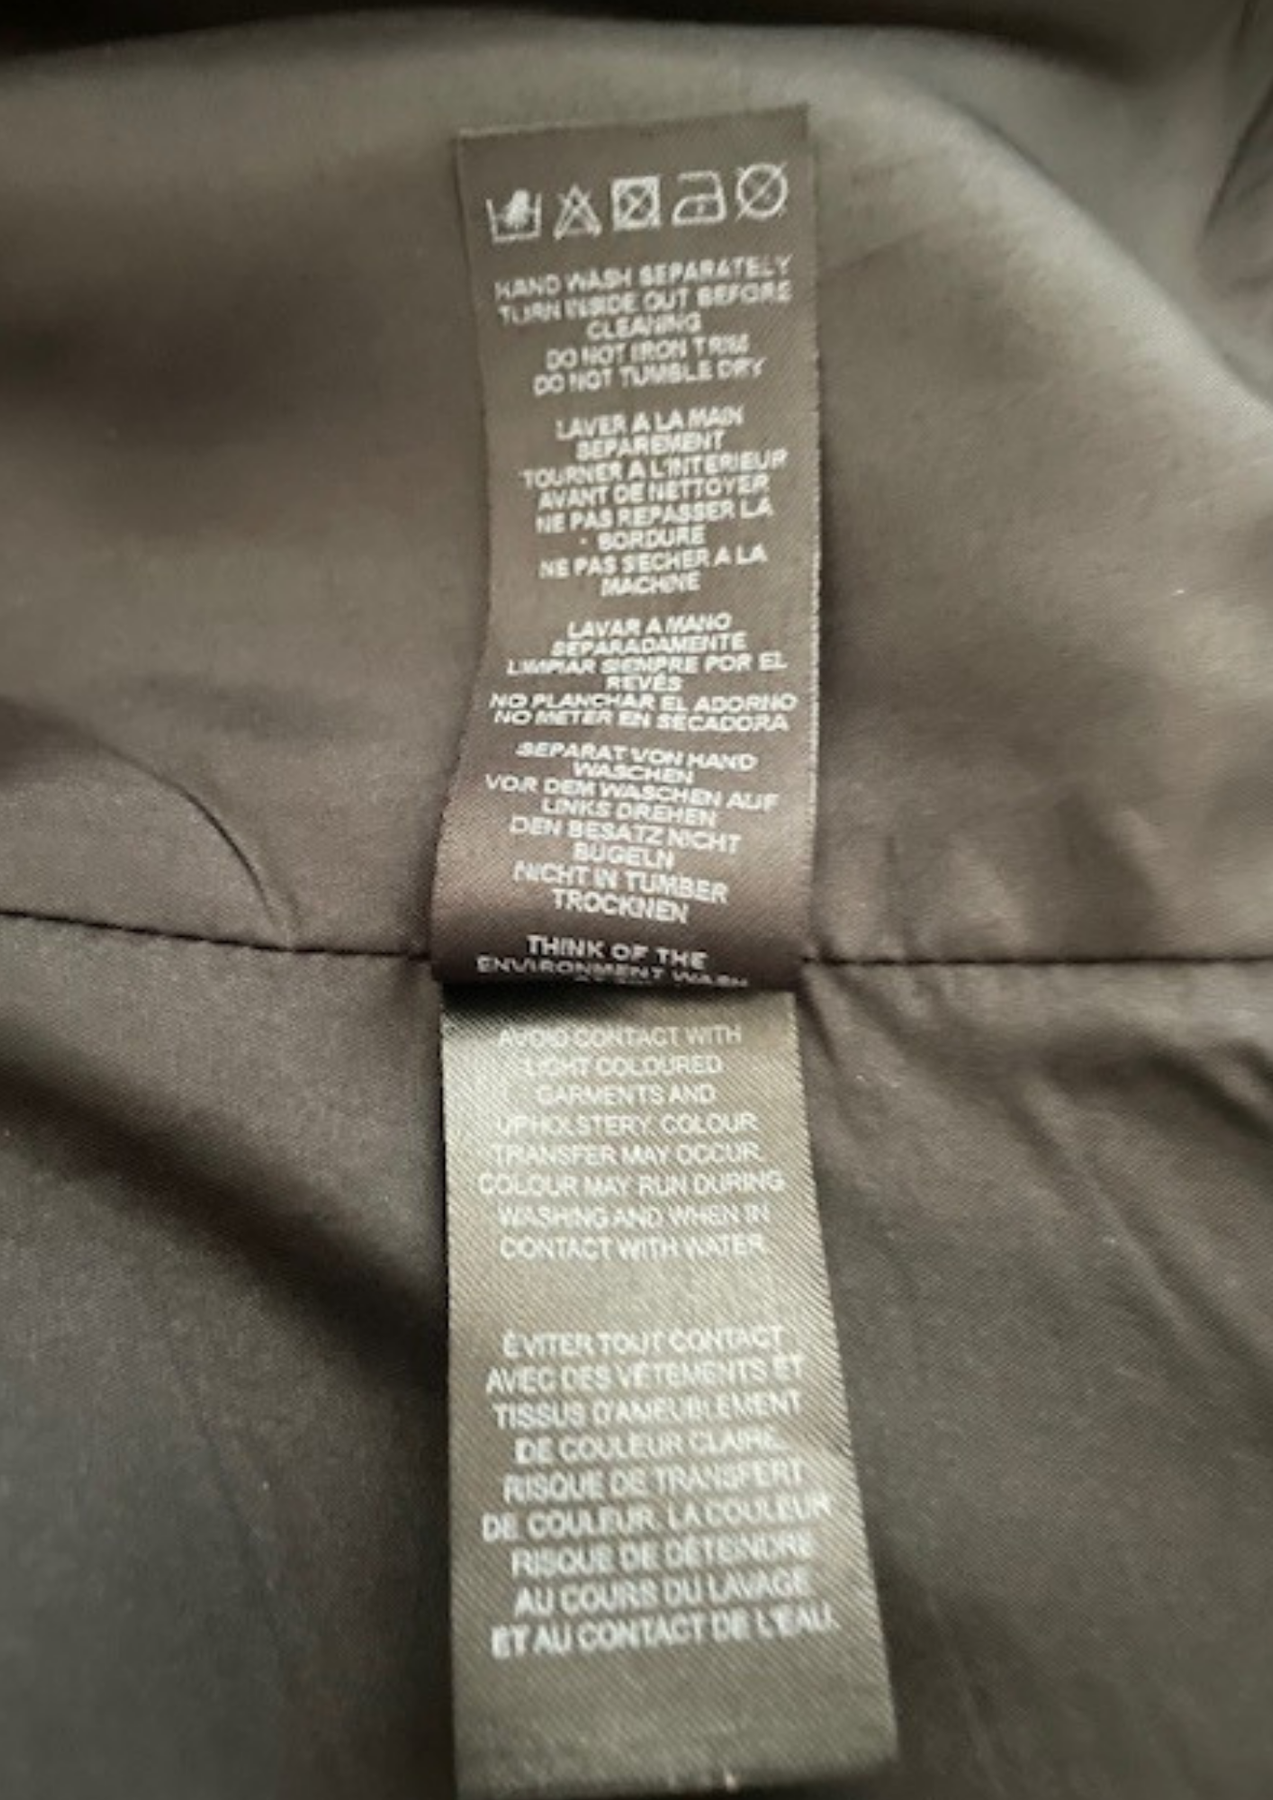 HAND WASH SEPARATELY
TURN INSIDE OUT BEFORE
CLEANING
DO NOT IRON TRIM
DO NOT TUMBLE DRY
LAVER A LA MAIN
SEPAREMENT
TOURNER A L'INTERIEUR
AVANT DE NETTOYER
NE PAS REPASSER LA
BORDURE
NE PAS SECHER A LA
MACHINE
LAVAR A MANO
SEPARADAMENTE
LIMPIAR SIEMPRE POR EL
REVÉS
NO PLANCHAR EL ADORNO
NO METER EN SECADORA
SEPARAT VON HAND
WASCHEN
VOR DEM WASCHEN AUF
LINKS DREHEN
DEN BESATZ NICHT
BUGELN
NICHT IN TUMBER
TROCKNEN
THINK OF THE
ENVIRONMENT WASH
AVOID CONTACT WITH
LIGHT COLOURED
GARMENTS AND
UPHOLSTERY. COLOUR
TRANSFER MAY OCCUR.
COLOUR MAY RUN DURING
WASHING AND WHEN IN
CONTACT WITH WATER.
ÉVITER TOUT CONTACT
AVEC DES VÊTEMENTS ET
TISSUS D'AMEUBLEMENT
DE COULEUR CLAIRE.
RISQUE DE TRANSFERT
DE COULEUR. LA COULEUR
RISQUE DE DÉTEINDRE
AU COURS DU LAVAGE
ET AU CONTACT DE L'EAU.